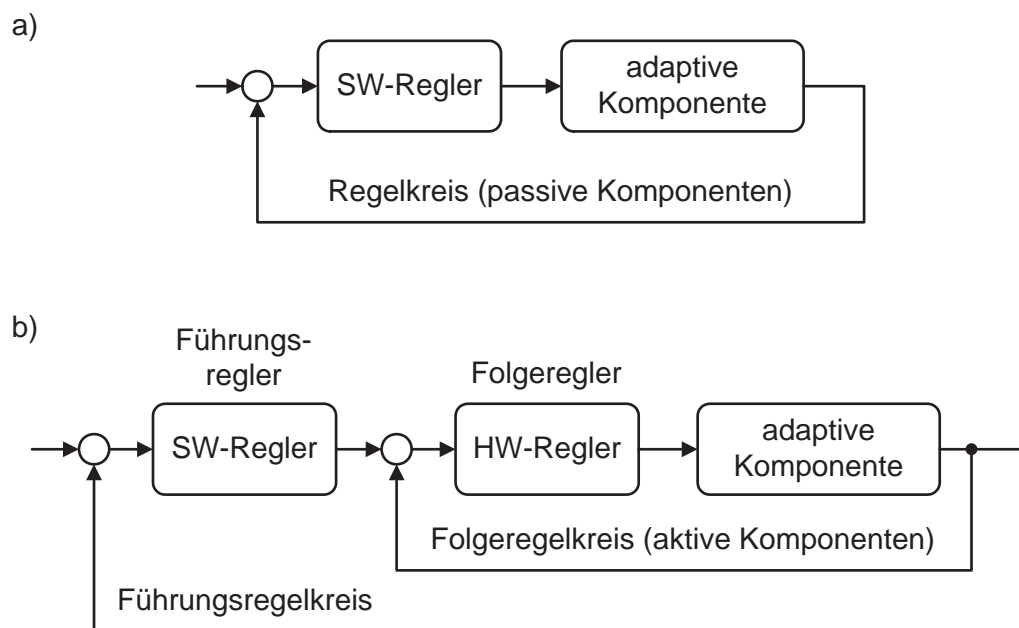 a)
SW-Regler
adaptive
Komponente
Regelkreis (passive Komponenten)
b)
Führungs-
regler
Folgeregler
SW-Regler
HW-Regler
adaptive
Komponente
Folgeregelkreis (aktive Komponenten)
Führungsregelkreis